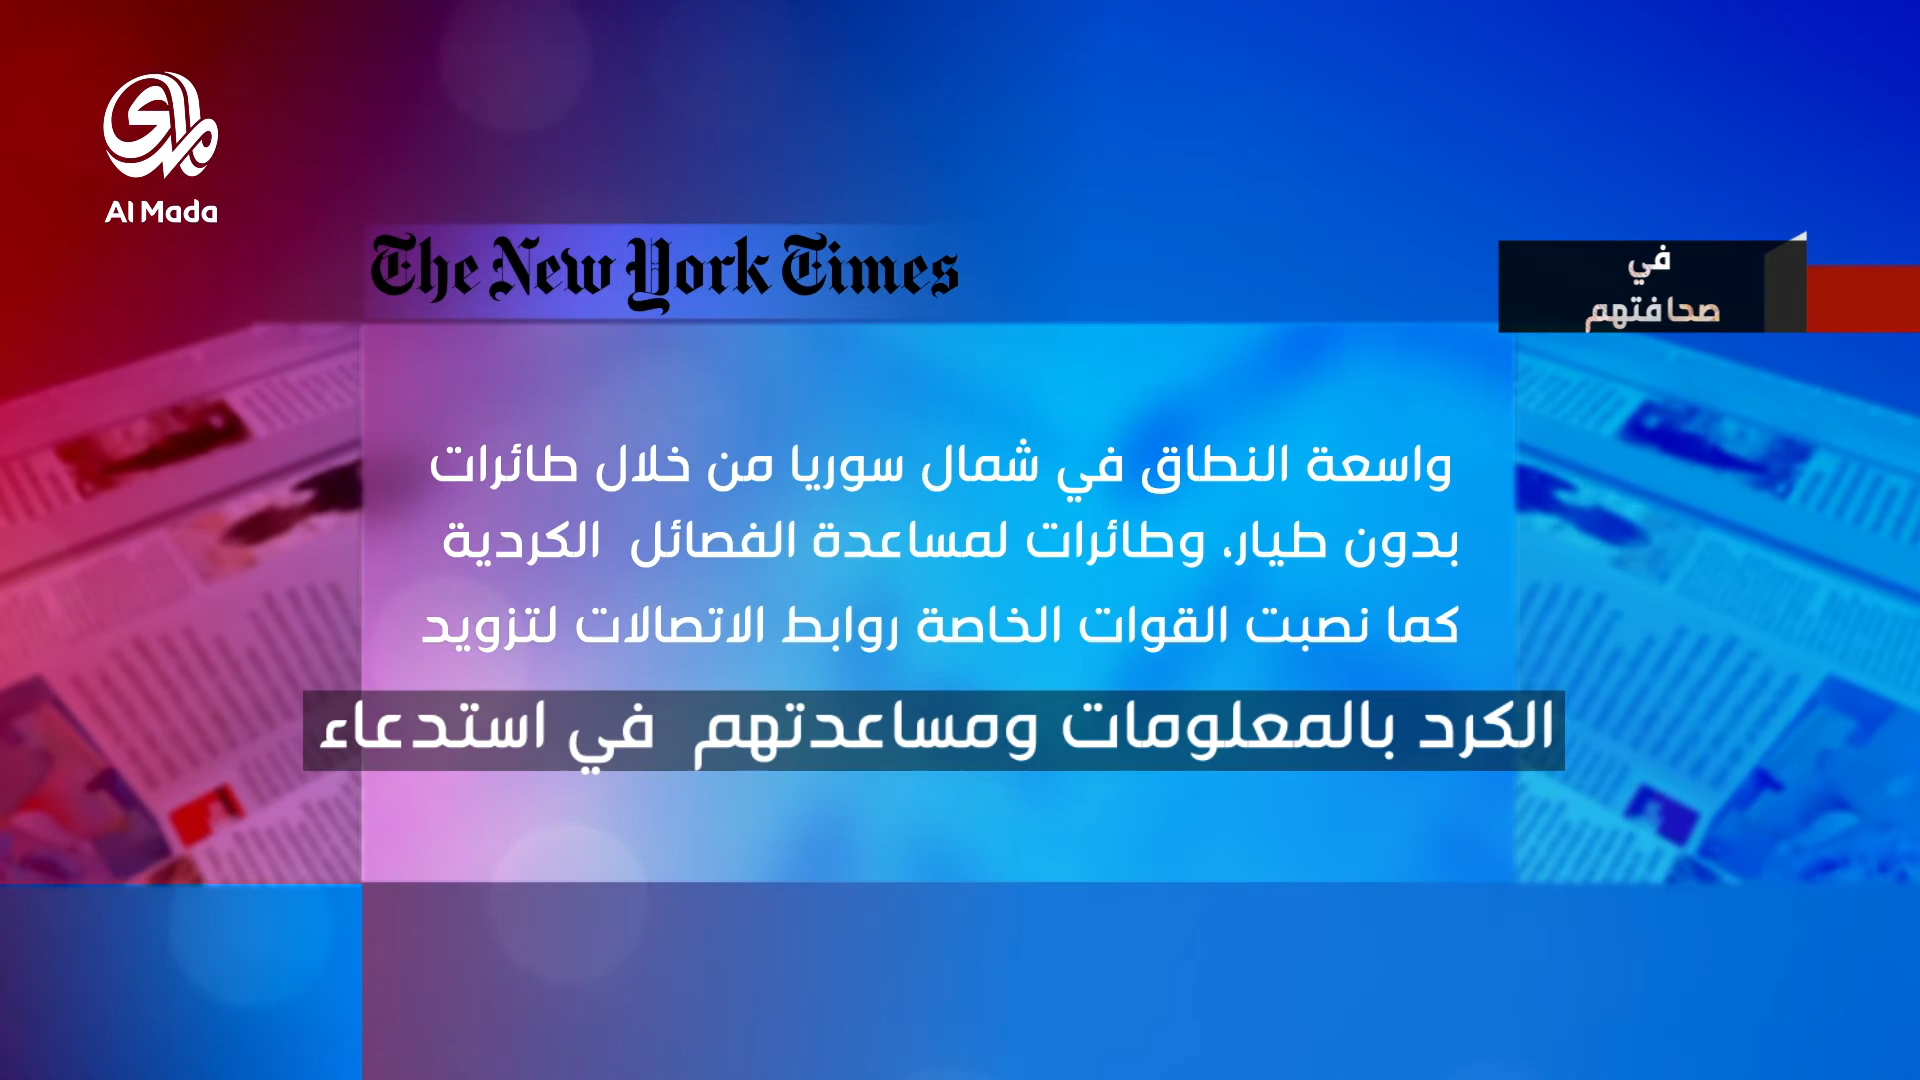 مدى
Al Mada
The New York Times
في
صحافتهم
واسعة النطاق في شمال سوريا من خلال طائرات
بدون طيار، وطائرات لمساعدة الفصائل الكردية
كما نصبت القوات الخاصة روابط الاتصالات لتزويد
الكرد بالمعلومات ومساعدتهم في استدعاء